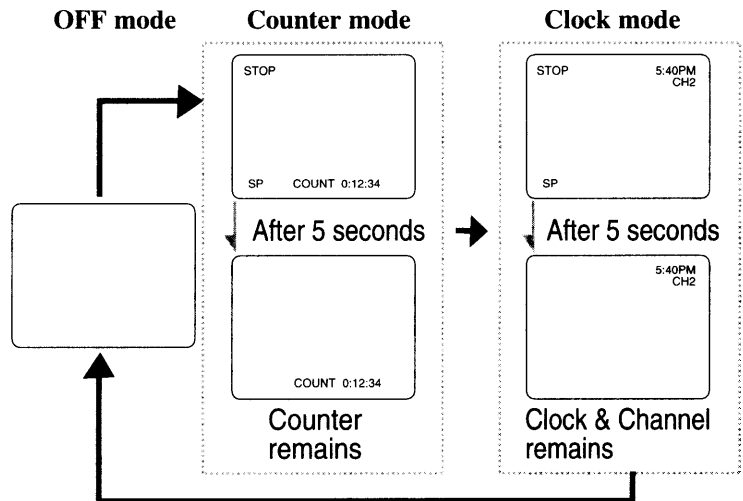 OFF mode
Counter mode
Clock mode
STOP
SP COUNT 0:12:34
After 5 seconds
COUNT 0:12:34
Counter
remains
STOP 5:40PM
CH2
SP
After 5 seconds
5:40PM
CH2
Clock & Channel
remains